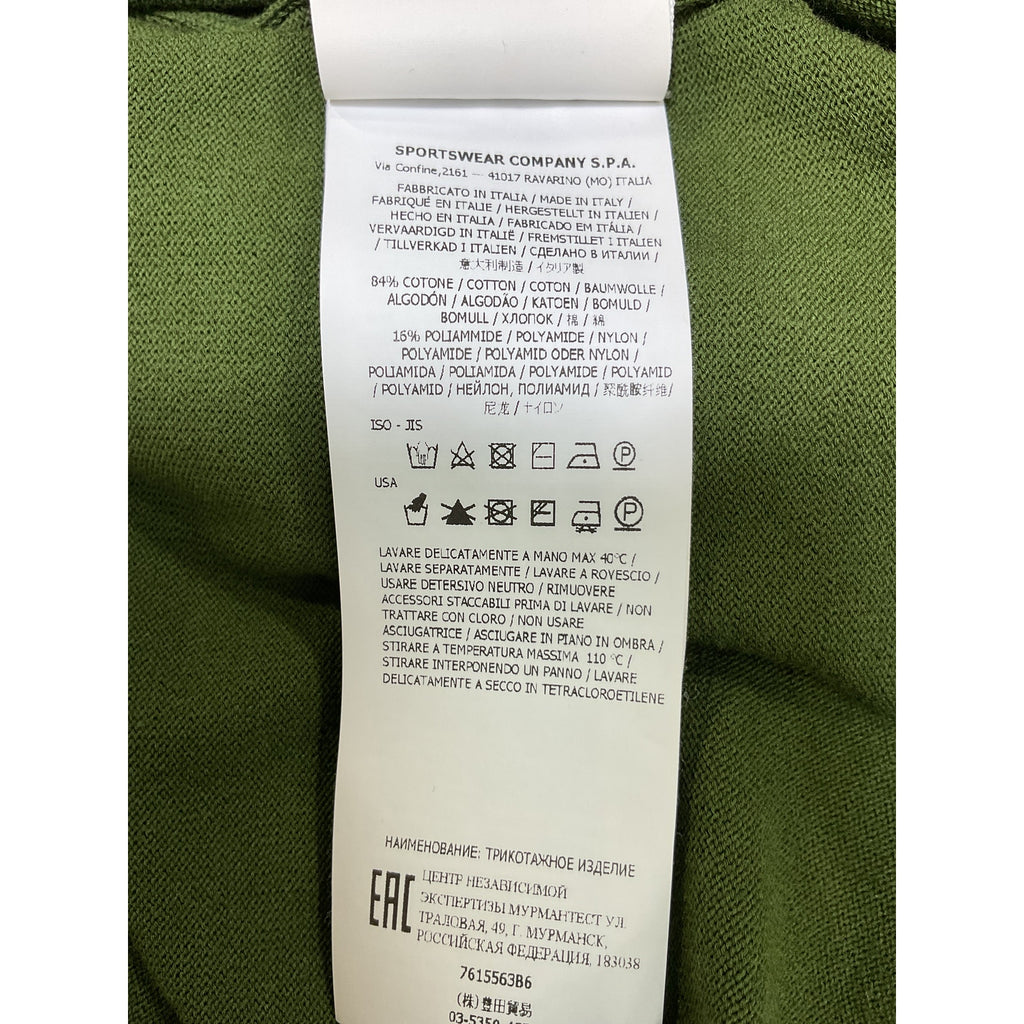 SPORTSWEAR COMPANY S.P.A.
Via Confine,2161 — 41017 RAVARINO (MO) ITALIA
FABBRICATO IN ITALIA / MADE IN ITALY /
FABRIQUÉ EN ITALIE / HERGESTELLT IN ITALIEN /
HECHO EN ITALIA / FABRICADO EM ITÁLIA /
VERVAARDIGD IN ITALIË / FREMSTILLET I ITALIEN
/ TILLVERKAD I ITALIEN / СДЕЛАНО В ИТАЛИИ /
意大利制造 / イタリア製
84% COTONE / COTTON / COTON / BAUMWOLLE /
ALGODÓN / ALGODÃO / KATOEN / BOMULD /
BOMULL / ХЛОПОК / 棉 / 綿
16% POLIAMMIDE / POLYAMIDE / NYLON /
POLYAMIDE / POLYAMID ODER NYLON /
POLIAMIDA / POLIAMIDA / POLYAMIDE / POLYAMID
/ POLYAMID / НЕЙЛОН, ПОЛИАМИД / 聚酰胺纤维/
尼龙 / ナイロン
ISO - JIS
P
USA
P
LAVARE DELICATAMENTE A MANO MAX 40°C /
LAVARE SEPARATAMENTE / LAVARE A ROVESCIO /
USARE DETERSIVO NEUTRO / RIMUOVERE
ACCESSORI STACCABILI PRIMA DI LAVARE / NON
TRATTARE CON CLORO / NON USARE
ASCIUGATRICE / ASCIUGARE IN PIANO IN OMBRA /
STIRARE A TEMPERATURA MASSIMA 110 °C /
STIRARE INTERPONENDO UN PANNO / LAVARE
DELICATAMENTE A SECCO IN TETRACLOROETILENE
НАИМЕНОВАНИЕ: ТРИКОТАЖНОЕ ИЗДЕЛИЕ
EAC
ЦЕНТР НЕЗАВИСИМОЙ
ЭКСПЕРТИЗЫ МУРМАНТЕСТ УЛ.
ТРАЛОВАЯ, 49, Г. МУРМАНСК,
РОССИЙСКАЯ ФЕДЕРАЦИЯ, 183038
7615563B6
(株)豊田貿易
03-5350-